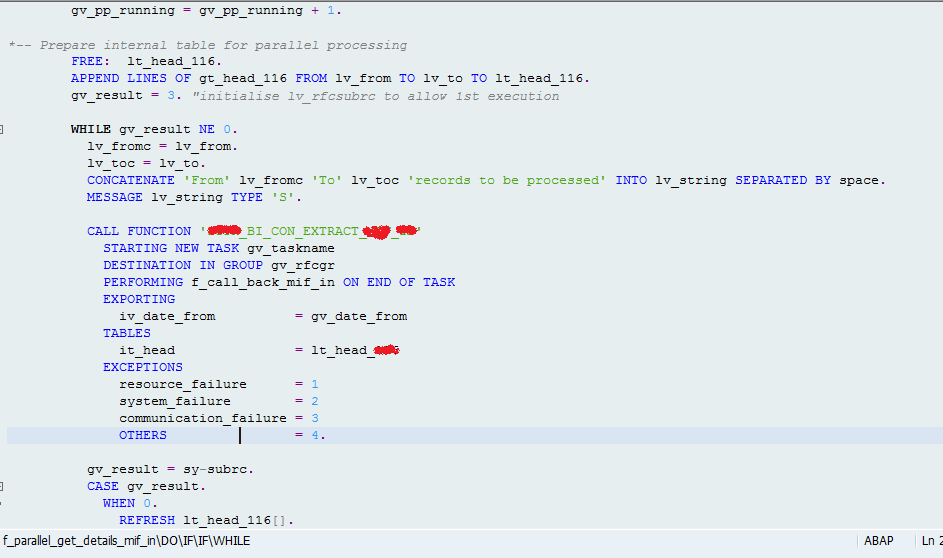 gv_pp_running = gv_pp_running + 1.
*-- Prepare internal table for parallel processing
FREE:  lt_head_116.
APPEND LINES OF gt_head_116 FROM lv_from TO lv_to TO lt_head_116.
gv_result = 3. "initialise lv_rfcsubrc to allow 1st execution
WHILE gv_result NE 0.
lv_fromc = lv_from.
lv_toc = lv_to.
CONCATENATE 'From' lv_fromc 'To' lv_toc 'records to be processed' INTO lv_string SEPARATED BY space.
MESSAGE lv_string TYPE 'S'.
CALL FUNCTION '_BI_CON_EXTRACT_ _ '
STARTING NEW TASK gv_taskname
DESTINATION IN GROUP gv_rfcgr
PERFORMING f_call_back_mif_in ON END OF TASK
EXPORTING
iv_date_from = gv_date_from
TABLES
it_head = lt_head_
EXCEPTIONS
resource_failure = 1
system_failure = 2
communication_failure = 3
OTHERS = 4.
gv_result = sy-subrc.
CASE gv_result.
WHEN 0.
REFRESH lt_head_116[].
f_parallel_get_details_mif_in\DO\IF\IF\WHILE ABAP Ln 2